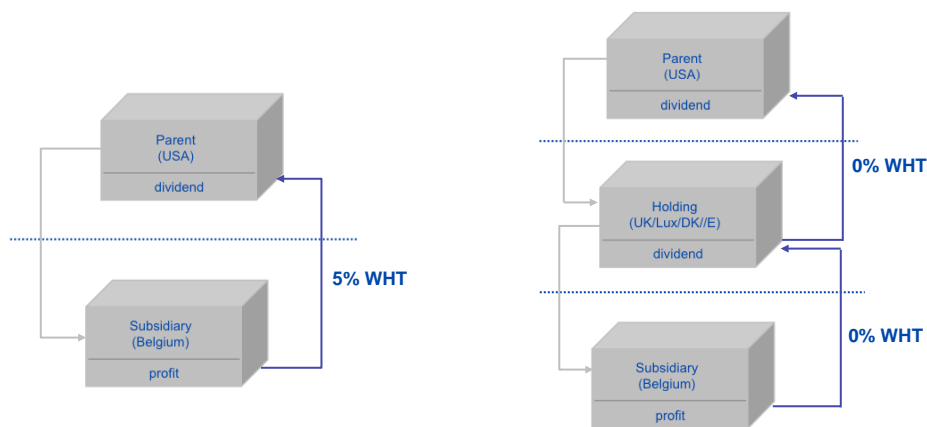 Parent
(USA)
dividend
5% WHT
Subsidiary
(Belgium)
profit
Parent
(USA)
dividend
0% WHT
Holding
(UK/Lux/DK//E)
dividend
0% WHT
Subsidiary
(Belgium)
profit